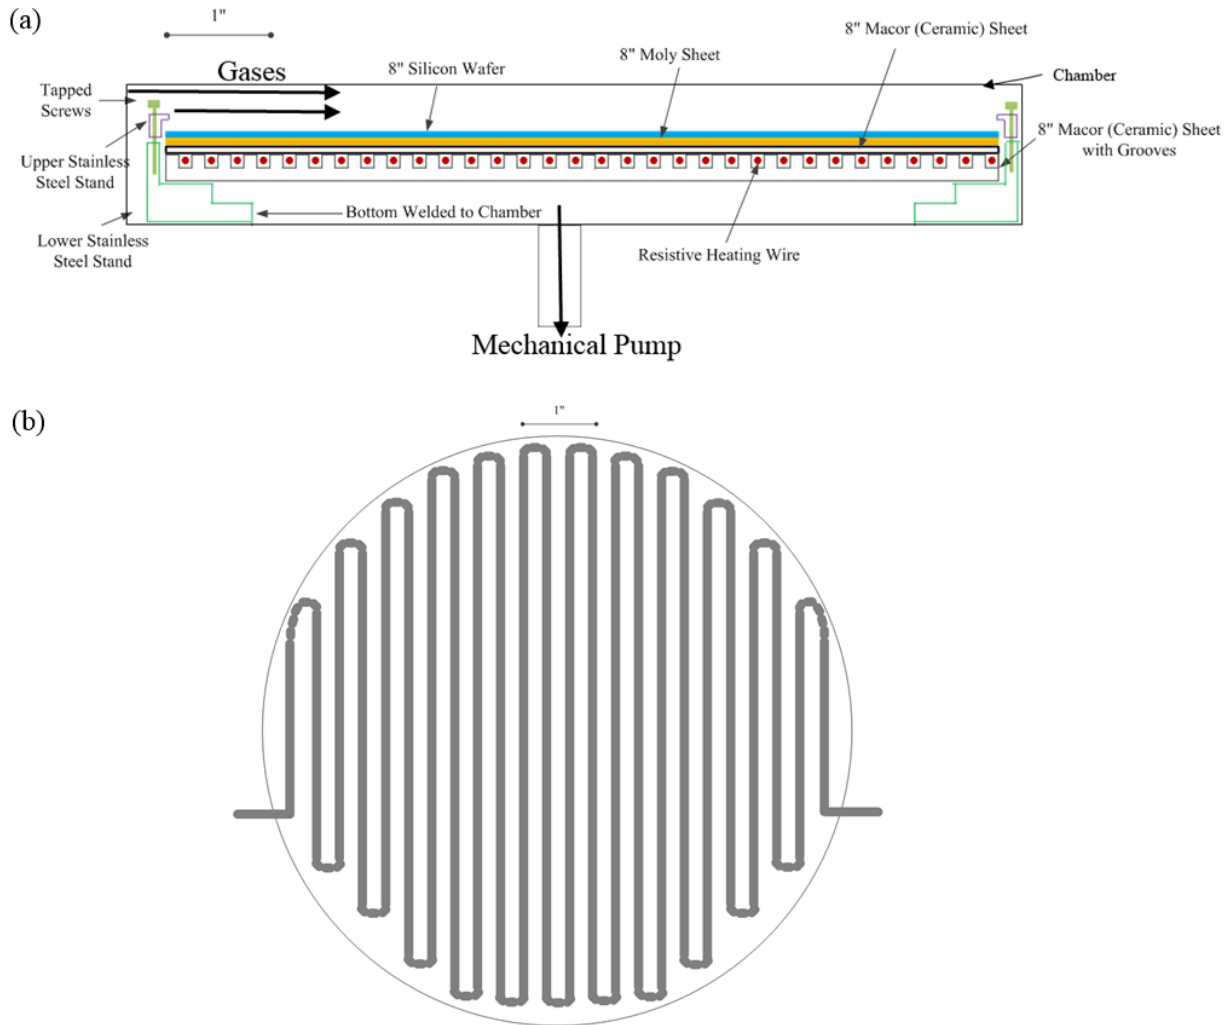 (a)
1"
Gases
8" Silicon Wafer
8" Moly Sheet
8" Macor (Ceramic) Sheet
Chamber
Tapped
Screws
8" Macor (Ceramic) Sheet
with Grooves
Upper Stainless
Steel Stand
Bottom Welded to Chamber
Lower Stainless
Steel Stand
Resistive Heating Wire
Mechanical Pump
(b)
1"